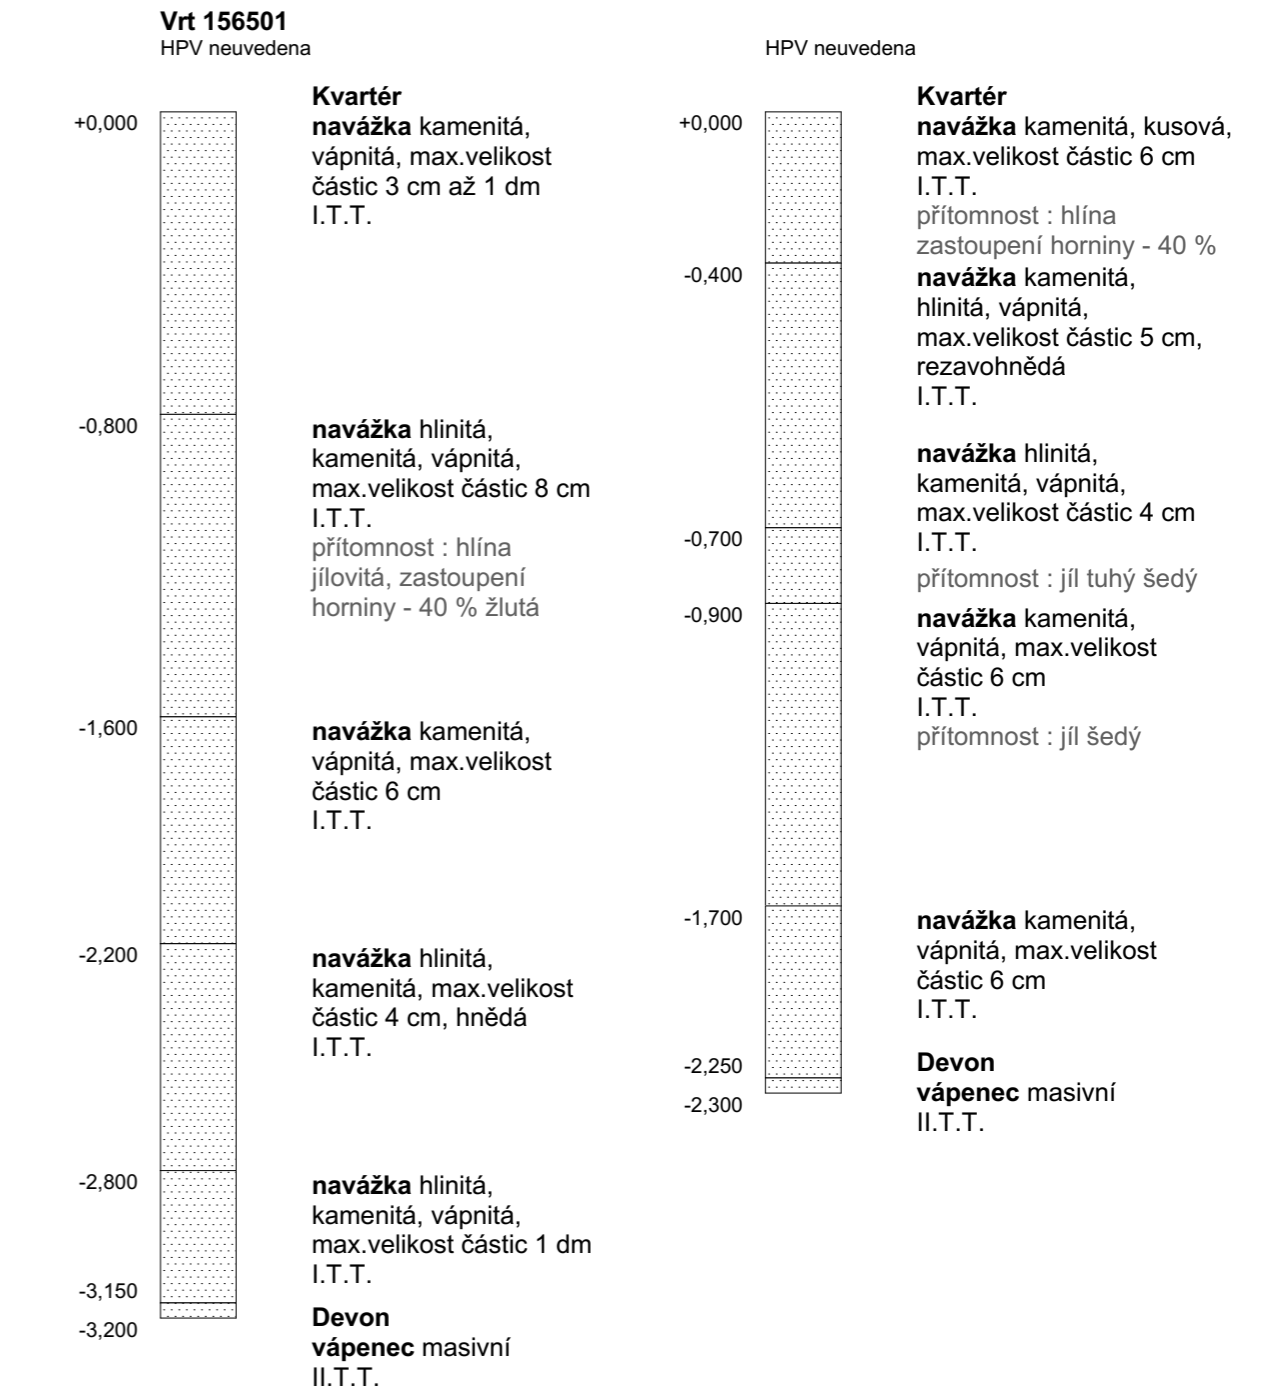 Vrt 156501
HPV neuvedena
Kvartér
+0,000
navážka kamenitá,
vápnitá, max.velikost
částic 3 cm až 1 dm
I.T.T.
-0,800
navážka hlinitá,
kamenitá, vápnitá,
max.velikost částic 8 cm
I.T.T.
přítomnost : hlína
jílovitá, zastoupení
horniny - 40 % žlutá
-1,600
navážka kamenitá,
vápnitá, max.velikost
částic 6 cm
I.T.T.
-2,200
navážka hlinitá,
kamenitá, max.velikost
částic 4 cm, hnědá
I.T.T.
-2,800
navážka hlinitá,
kamenitá, vápnitá,
max.velikost částic 1 dm
I.T.T.
-3,150
Devon
-3,200
vápenec masivní
II.T.T.
HPV neuvedena
Kvartér
+0,000
navážka kamenitá, kusová,
max.velikost částic 6 cm
I.T.T.
přítomnost : hlína
zastoupení horniny - 40 %
-0,400
navážka kamenitá,
hlinitá, vápnitá,
max.velikost částic 5 cm,
rezavohnědá
I.T.T.
navážka hlinitá,
kamenitá, vápnitá,
max.velikost částic 4 cm
-0,700
I.T.T.
přítomnost : jíl tuhý šedý
-0,900
navážka kamenitá,
vápnitá, max.velikost
částic 6 cm
I.T.T.
přítomnost : jíl šedý
-1,700
navážka kamenitá,
vápnitá, max.velikost
částic 6 cm
I.T.T.
-2,250
Devon
vápenec masivní
-2,300
II.T.T.